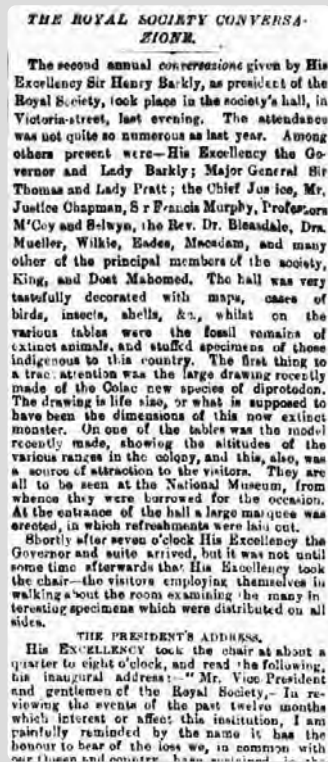 THE ROYAL SOCIETY CONVERSA-
ZIONE.
The second annual conversazione given by His
Excellency Sir Henry Barkly, as president of the
Royal Society, took place in the society's hall, in
Victoria-street, last evening. The attendance
was not quite so numerous as last year. Among
others present were—His Excellency the Go-
vernor and Lady Barkly; Major General Sir
Thomas and Lady Pratt; the Chief Jus ice, Mr.
Justice Chapman, S r Francis Murphy, Professors
M'Coy and Selwyn, the Rev. Dr. Bleasdale, Drs.
Mueller, Wilkie, Eades, Macadam, and many
other of the principal members of the society,
King, and Dost Mahomed. The hall was very
tastefully decorated with maps, cases of
birds, insects, shells, &c., whilst on the
various tables were the fossil remains of
extinct animals, and stuffed specimens of those
indigenous to this country. The first thing to
a trac. attention was the large drawing recently
made of the Colac new species of diprotodon.
The drawing is life size, or what is supposed to
have been the dimensions of this now extinct
monster. On one of the tables was the model
recently made, showing the altitudes of the
various ranges in the colony, and this, also, was
a source of attraction to the visitors. They are
all to be seen at the National Museum, from
whence they were borrowed for the occasion.
At the entrance of the hall a large marquee was
erected, in which refreshments were laid out.
Shortly after seven o'clock His Excellency the
Governor and suite arrived, but it was not until
some time afterwards that His Excellency took
the chair—the visitors employing themselves in
walking about the room examining the many in-
teresting specimens which were distributed on all
sides.
THE PRESIDENT'S ADDRESS.
His EXCELLENCY took the chair at about a
quarter to eight o'clock, and read the following,
his inaugural address:—"Mr. Vice-President
and gentlemen of the Royal Society,- In re-
viewing the events of the past twelve months
which interest or affect this institution, I am
painfully reminded by the name it has the
honour to bear of the loss we, in common with
our Queen and country, have sustained in the